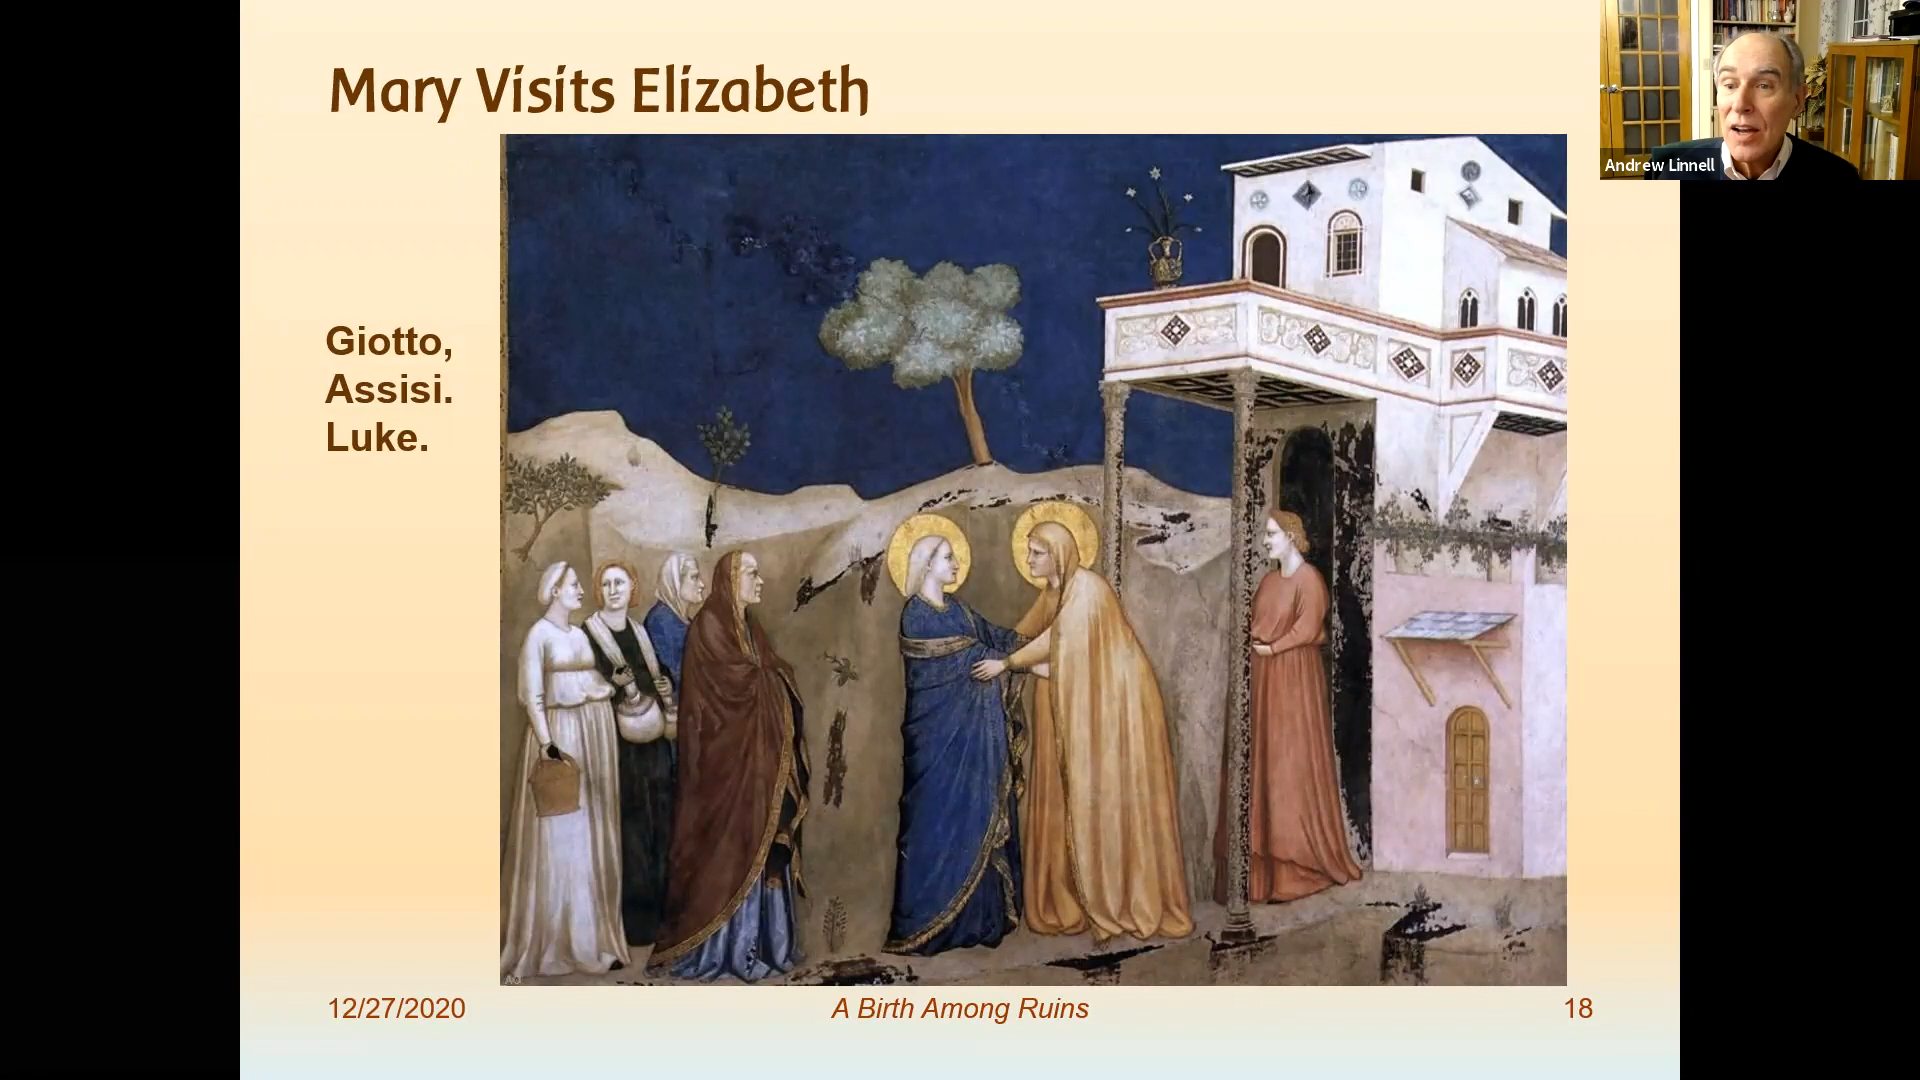 Mary Visits Elizabeth
Andrew Linnell
Giotto,
Assisi.
Luke.
12/27/2020
A Birth Among Ruins
18